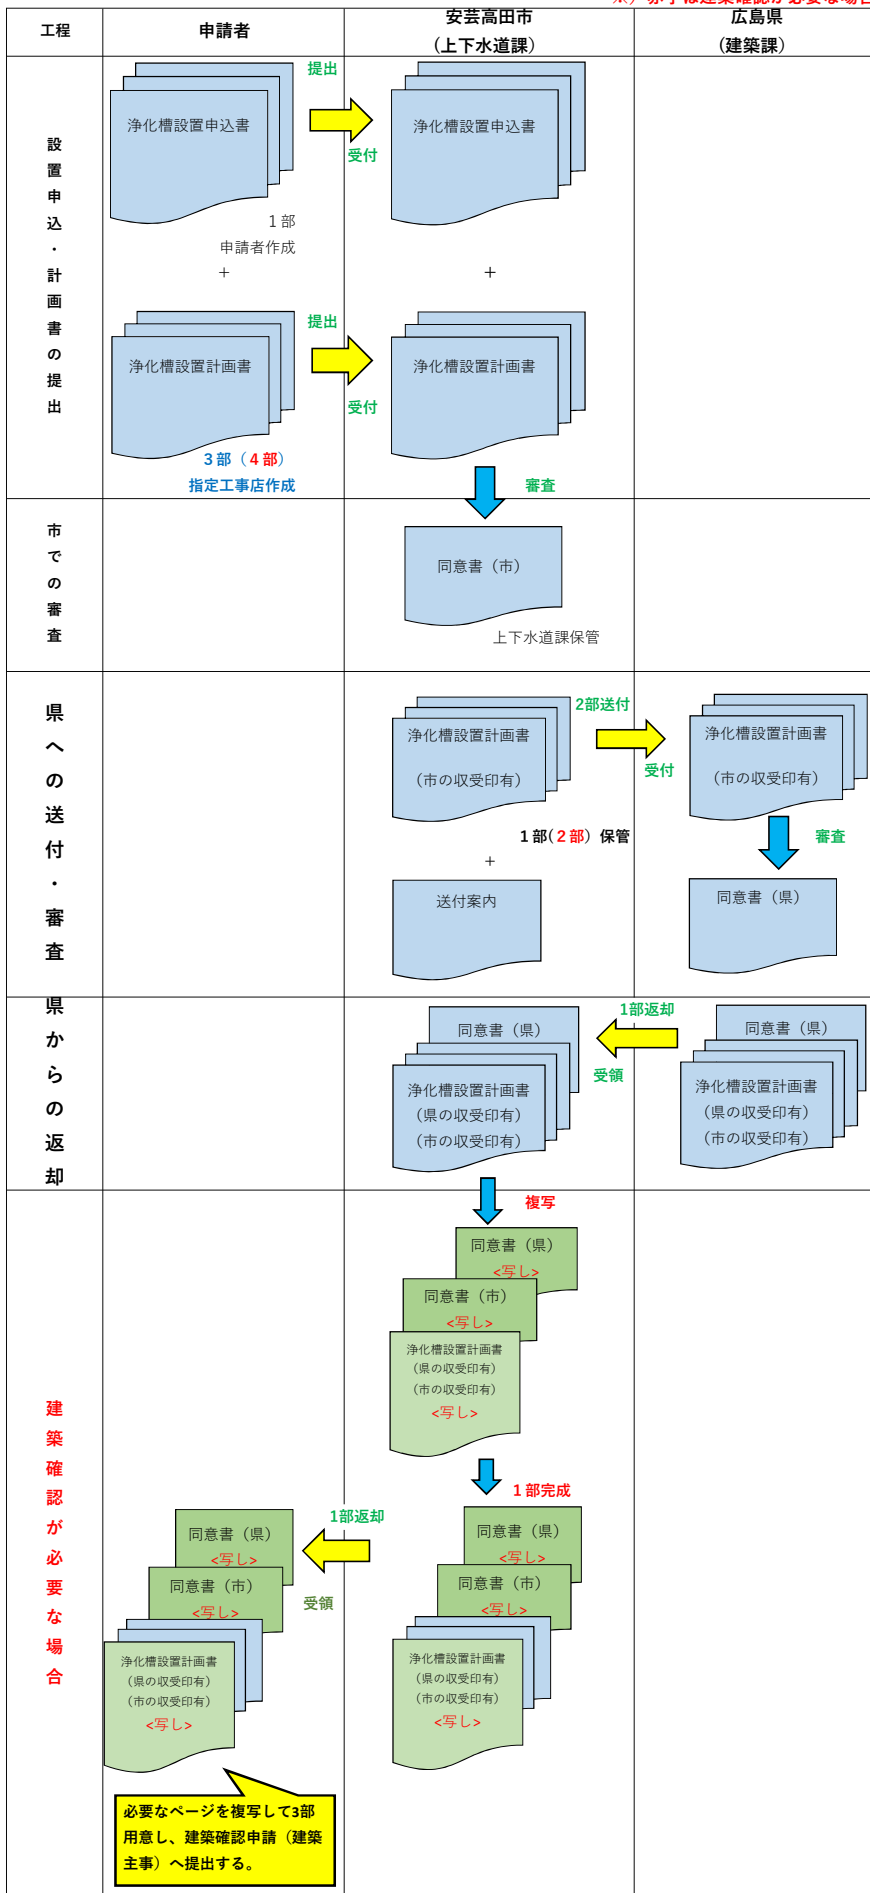 工程
申請者
安芸高田市
(上下水道課)
広島県
(建築課)
設置申込・計画書の提出
浄化槽設置申込書
提出
受付
浄化槽設置申込書
1部
申請者作成
+
+
浄化槽設置計画書
提出
受付
浄化槽設置計画書
3部（4部）
指定工事店作成
審査
市での審査
同意書（市）
上下水道課保管
県への送付・審査
浄化槽設置計画書
（市の収受印有）
2部送付
受付
浄化槽設置計画書
（市の収受印有）
1部(2部）保管
+
審査
送付案内
同意書（県）
県からの返却
同意書（県）
浄化槽設置計画書
（県の収受印有）
（市の収受印有）
1部返却
受領
同意書（県）
浄化槽設置計画書
（県の収受印有）
（市の収受印有）
建築確認が必要な場合
複写
同意書（県）
<写し>
同意書（市）
<写し>
浄化槽設置計画書
（県の収受印有）
（市の収受印有）
<写し>
1部完成
同意書（県）
<写し>
同意書（市）
<写し>
浄化槽設置計画書
（県の収受印有）
（市の収受印有）
<写し>
1部返却
受領
同意書（県）
<写し>
同意書（市）
<写し>
浄化槽設置計画書
（県の収受印有）
（市の収受印有）
<写し>
必要なページを複写して3部
用意し、建築確認申請（建築
主事）へ提出する。